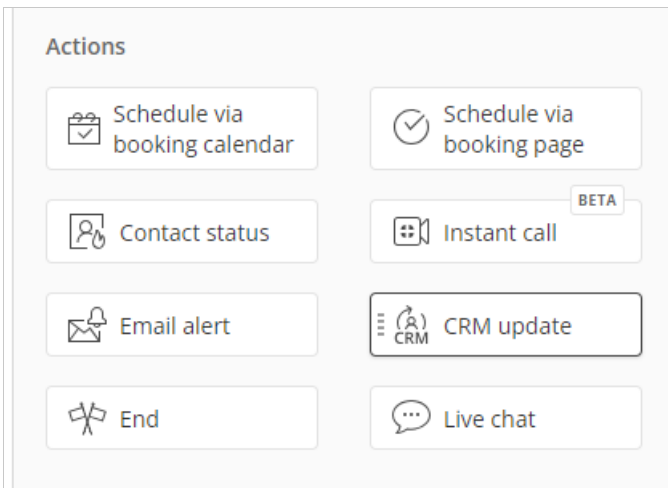 Actions
Schedule via
booking calendar
Schedule via
booking page
BETA
Contact status
Instant call
Email alert
CRM
CRM update
End
Live chat